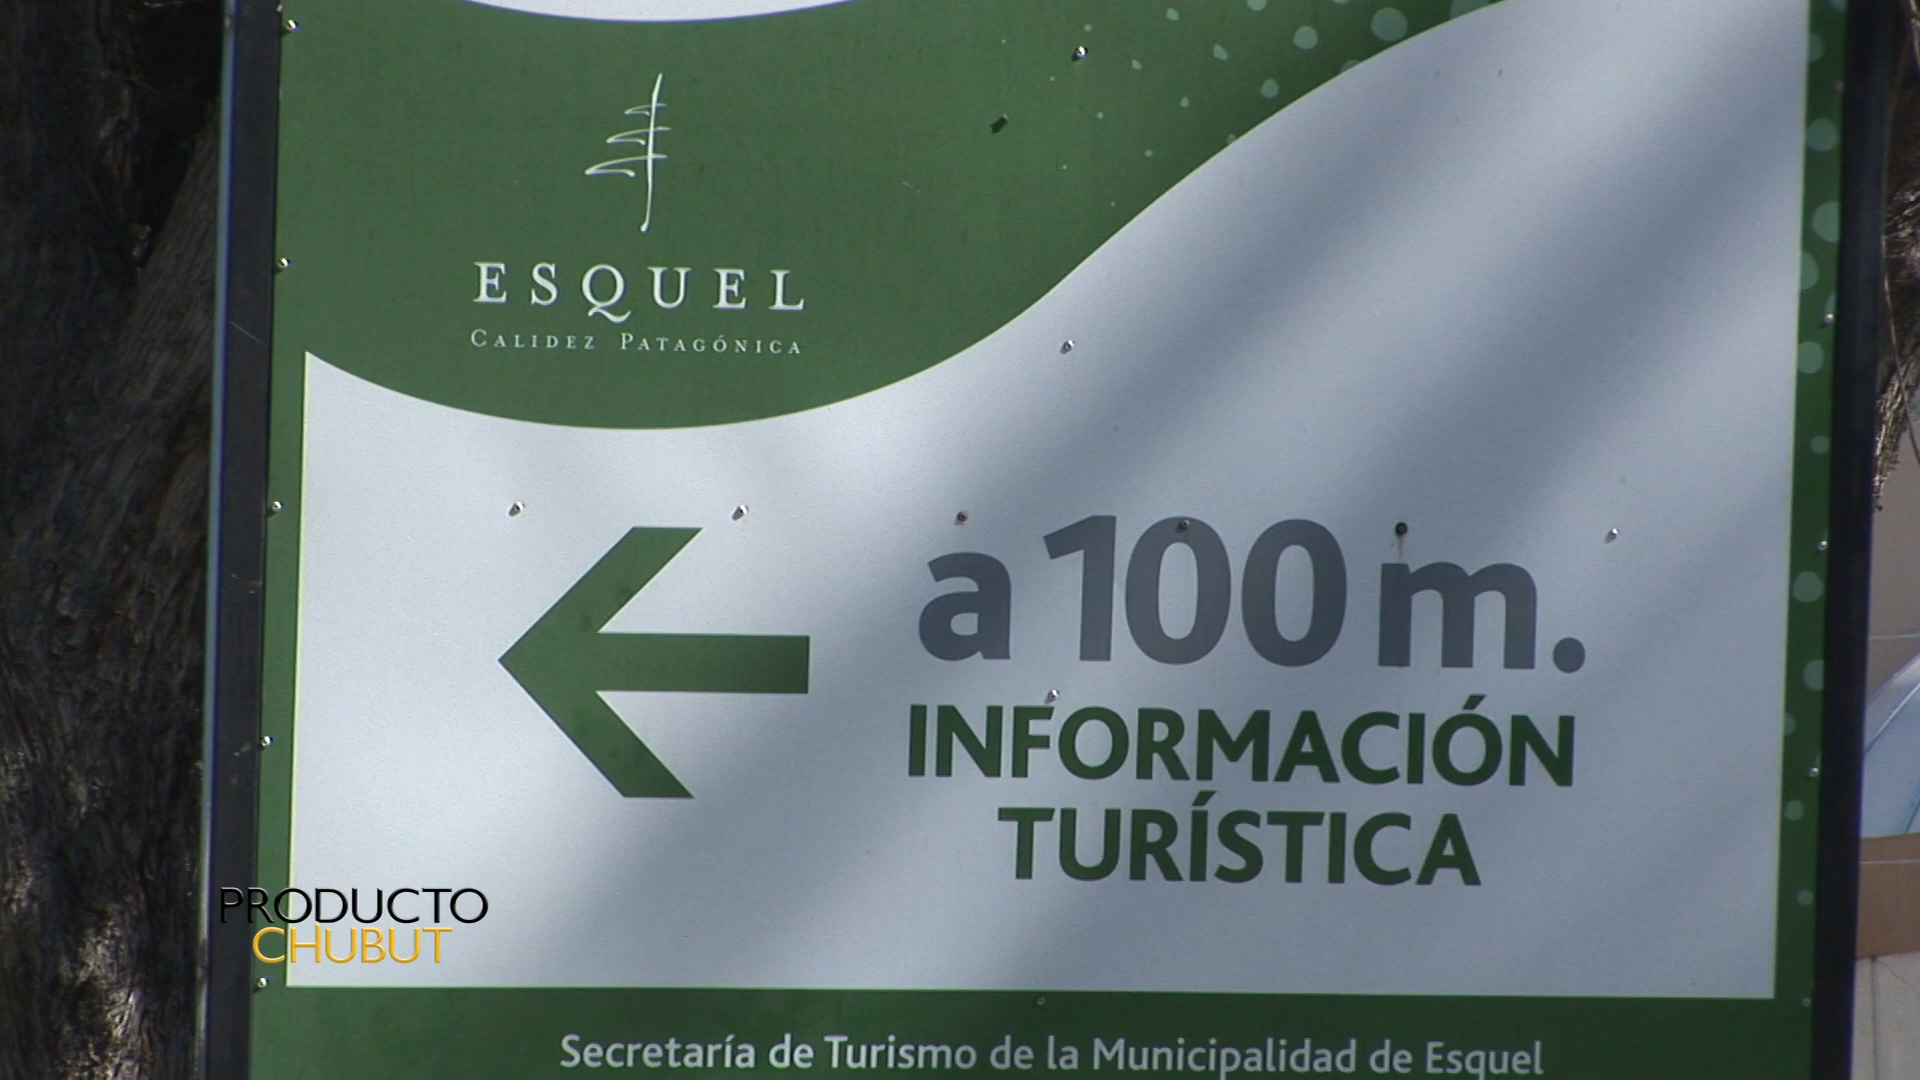 ESQUEL
CALIDEZ PATAGÓNICA
a 100 m.
INFORMACIÓN
TURÍSTICA
PRODUCTO
CHUBUT
Secretaría de Turismo de la Municipalidad de Esquel